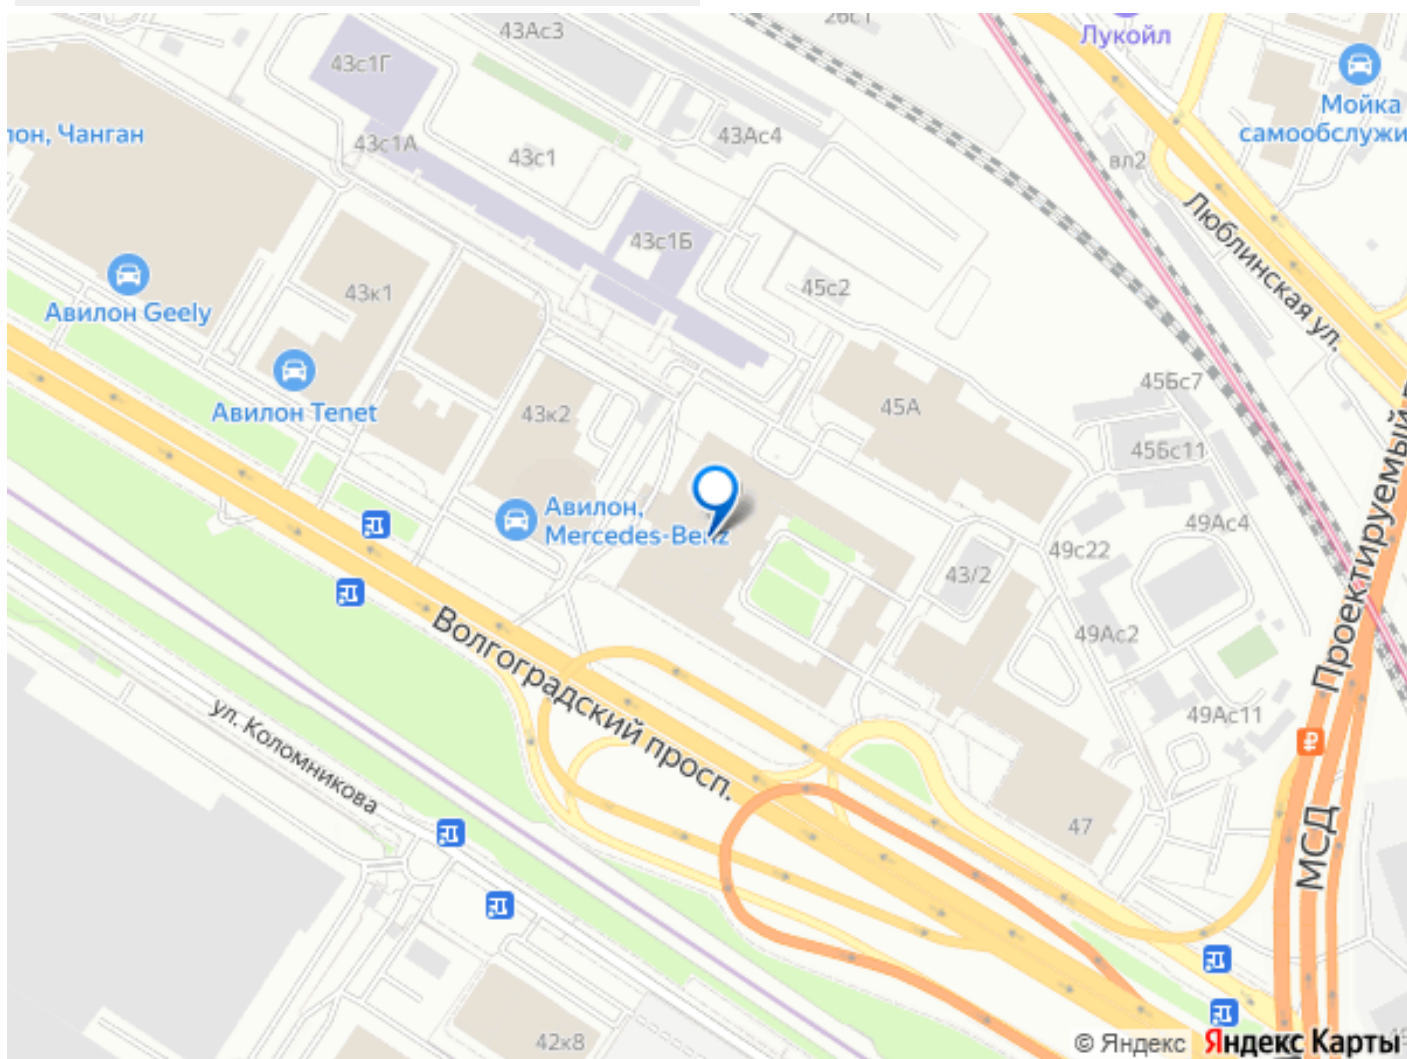 43Ас3
26с1
Лукойл
43с1Г
Мойка
самообслужи
лон, Чанган
43с1А
43с1
43Ас4
вл2
Люблинская ул.
43с1Б
45с2
43к1
Авилон Geely
Авилон Tenet
43к2
45А
45Бс7
45Бс11
Авилон,
Mercedes-Benz
49Ас4
49с22
43/2
Проектируемый
49Ас2
Волгоградский просп.
ул. Коломникова
49Ас11
₽
47
МСД
42к8
© Яндекс
Яндекс Карты